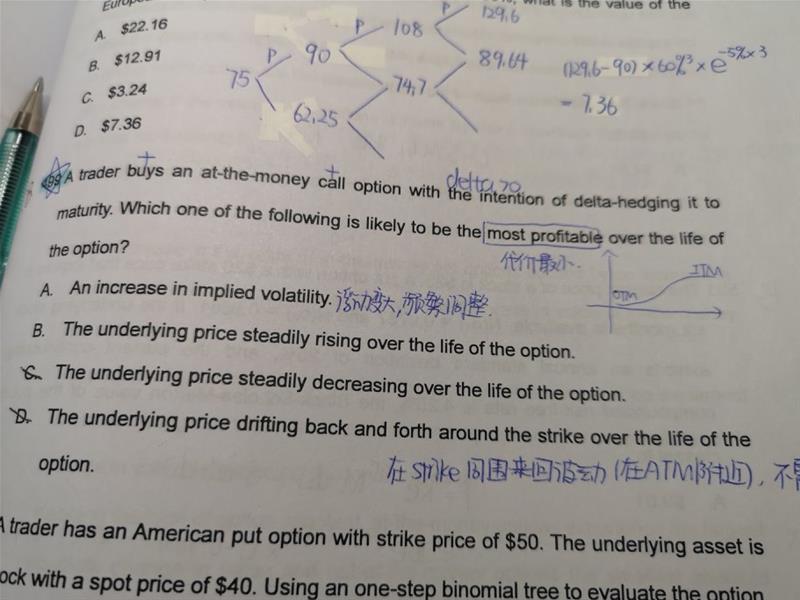 what is the value of the
A. $22.16
B. $12.91
C. $3.24
D. $7.36
75
P
90
62.25
P
108
74.7
P
129.6
89.64
(129.6-90)×60%³×e^-5%×3
= 7.36
A trader buys an at-the-money call option with the intention of delta-hedging it to
delta>0
maturity. Which one of the following is likely to be the most profitable over the life of
the option?
代价最小.
OTM
ITM
A. An increase in implied volatility. 波动变大,频繁调整.
B. The underlying price steadily rising over the life of the option.
C. The underlying price steadily decreasing over the life of the option.
D. The underlying price drifting back and forth around the strike over the life of the
option.
在strike周围来回波动(在ATM附近),不
A trader has an American put option with strike price of $50. The underlying asset is
with a spot price of $40. Using an one-step binomial tree to evaluate the option